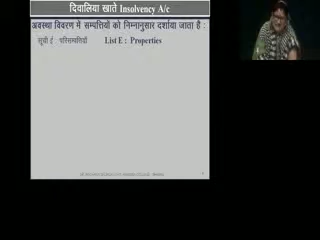 दिवालिया खाते Insolvency A/c
अवस्था विवरण में सम्पत्तियों को निम्नानुसार दर्शाया जाता है :
सूची ई : परिसम्पत्तियाँ List E : Properties